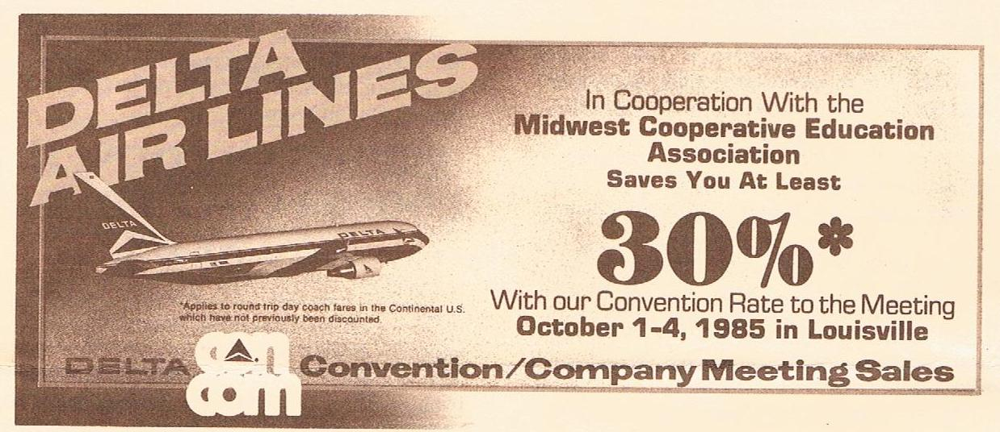 DELTA
AIR LINES
In Cooperation With the
Midwest Cooperative Education
Association
Saves You At Least
30%*
With our Convention Rate to the Meeting
October 1-4, 1985 in Louisville
DELTA
DELTA
*Applies to round trip day coach fares in the Continental U.S.
which have not previously been discounted.
DELTA con com Convention/Company Meeting Sales